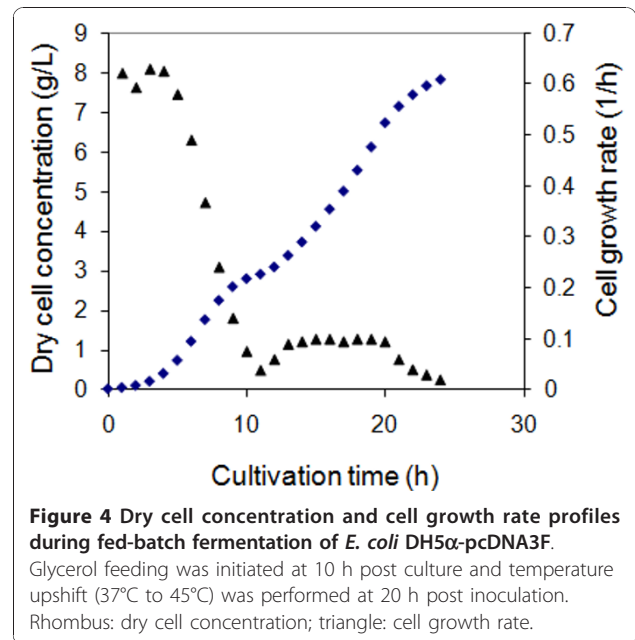 9
8
7
6
5
4
3
2
1
0
Dry cell concentration (g/L)
0.7
0.6
0.5
0.4
0.3
0.2
0.1
0
Cell growth rate (1/h)
0 10 20 30
Cultivation time (h)
Figure 4 Dry cell concentration and cell growth rate profiles
during fed-batch fermentation of E. coli DH5α-pcDNA3F.
Glycerol feeding was initiated at 10 h post culture and temperature
upshift (37°C to 45°C) was performed at 20 h post inoculation.
Rhombus: dry cell concentration; triangle: cell growth rate.